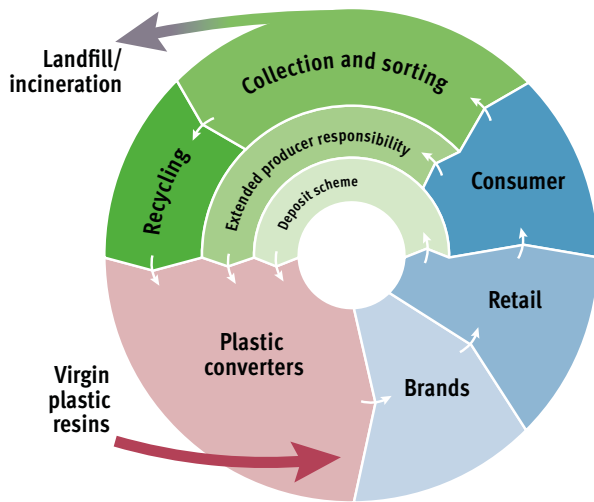 Landfill/
incineration
Collection and sorting
Extended producer responsibility
Deposit scheme
Recycling
Consumer
Retail
Brands
Plastic
converters
Virgin
plastic
resins